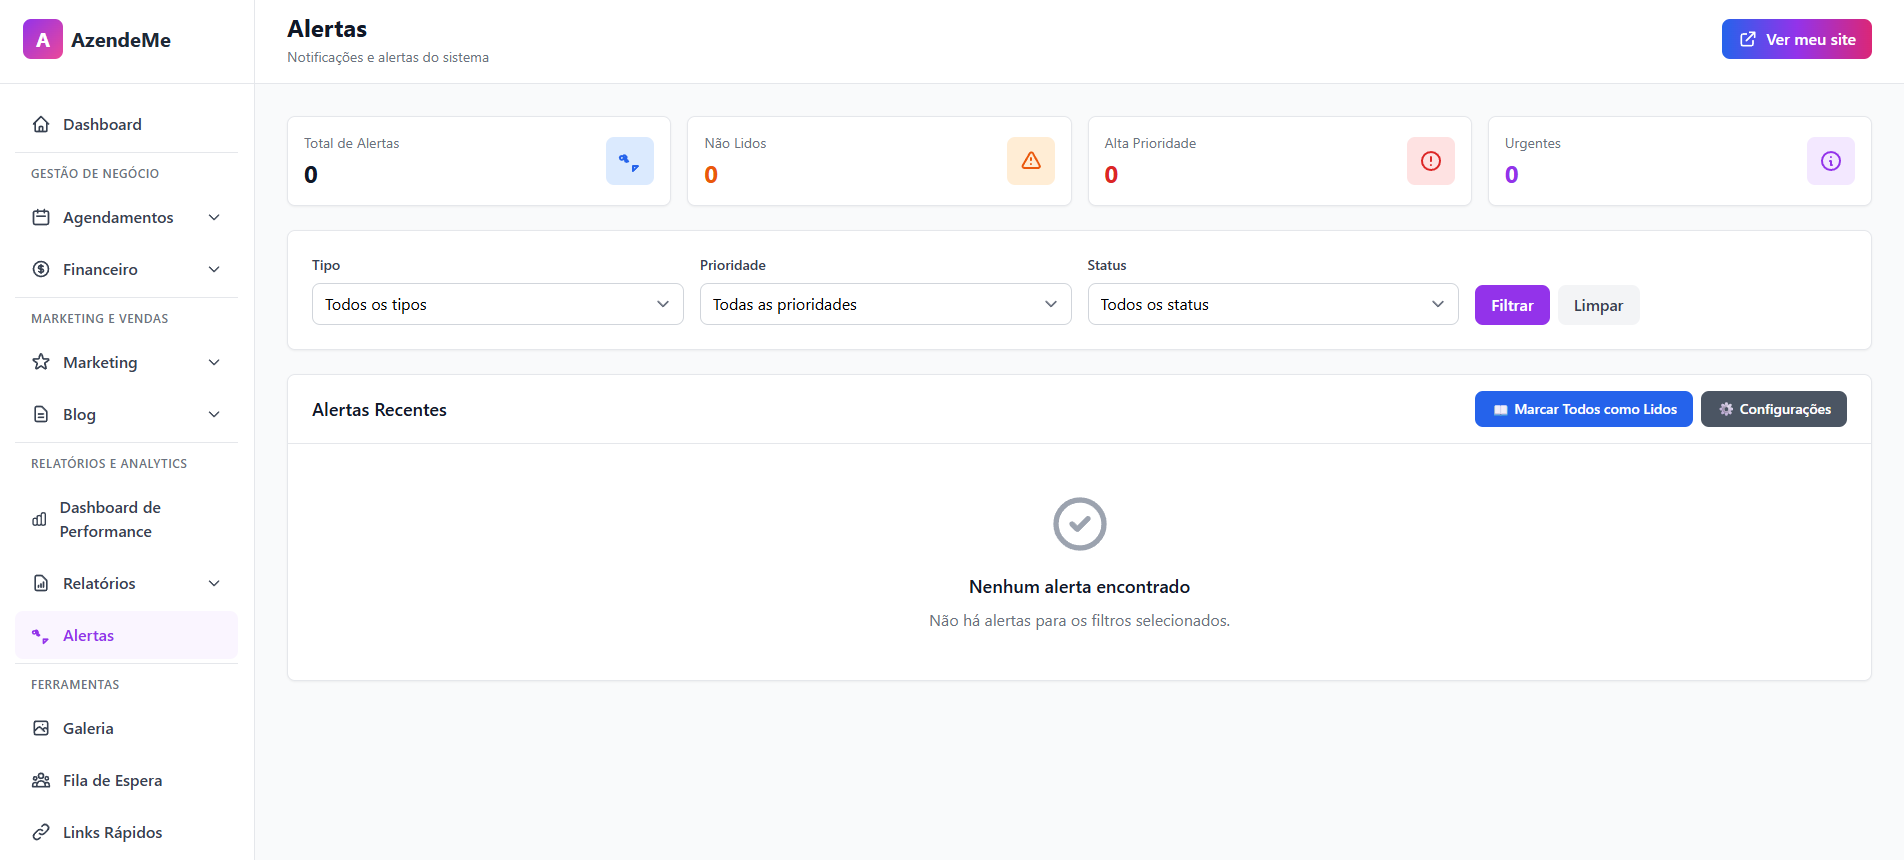 A AzendeMe
Dashboard
GESTÃO DE NEGÓCIO
Agendamentos
Financeiro
MARKETING E VENDAS
Marketing
Blog
RELATÓRIOS E ANALYTICS
Dashboard de
Performance
Relatórios
Alertas
FERRAMENTAS
Galeria
Fila de Espera
Links Rápidos
Alertas
Notificações e alertas do sistema
Ver meu site
Total de Alertas
0
Não Lidos
0
Alta Prioridade
0
Urgentes
0
Tipo
Todos os tipos
Prioridade
Todas as prioridades
Status
Todos os status
Filtrar
Limpar
Alertas Recentes
Marcar Todos como Lidos
Configurações
Nenhum alerta encontrado
Não há alertas para os filtros selecionados.